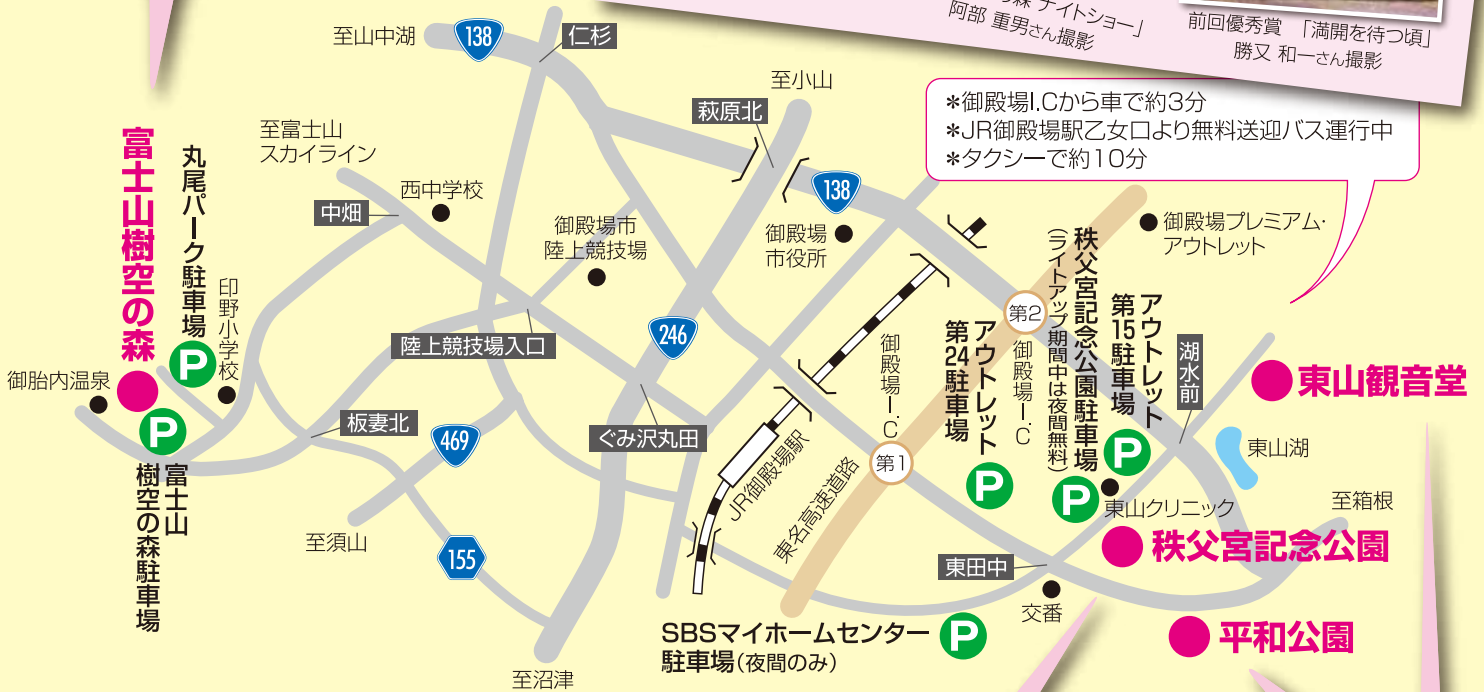 森 ナイトショー」
阿部 重男さん撮影
前回優秀賞 「満開を待つ頃」
勝又 和一さん撮影
至山中湖
138
仁杉
至小山
萩原北
＊御殿場I.Cから車で約3分
＊JR御殿場駅乙女口より無料送迎バス運行中
＊タクシーで約10分
至富士山
スカイライン
富士山樹空の森
丸尾パーク駐車場
中畑
西中学校
御殿場市
陸上競技場
138
御殿場
市役所
御殿場プレミアム・
アウトレット
印野小学校
陸上競技場入口
246
御殿場I.C
第2
御殿場I.C
アウトレット
第24駐車場
秩父宮記念公園駐車場
(ライトアップ期間中は夜間無料)
アウトレット
第15駐車場
湖水前
東山観音堂
御胎内温泉
P
P
富士山
樹空の森駐車場
板妻北
469
ぐみ沢丸田
JR御殿場駅
第1
東名高速道路
P
P
P
東山湖
東山クリニック
至箱根
秩父宮記念公園
至須山
155
東田中
交番
SBSマイホームセンター
駐車場(夜間のみ)
P
平和公園
至沼津